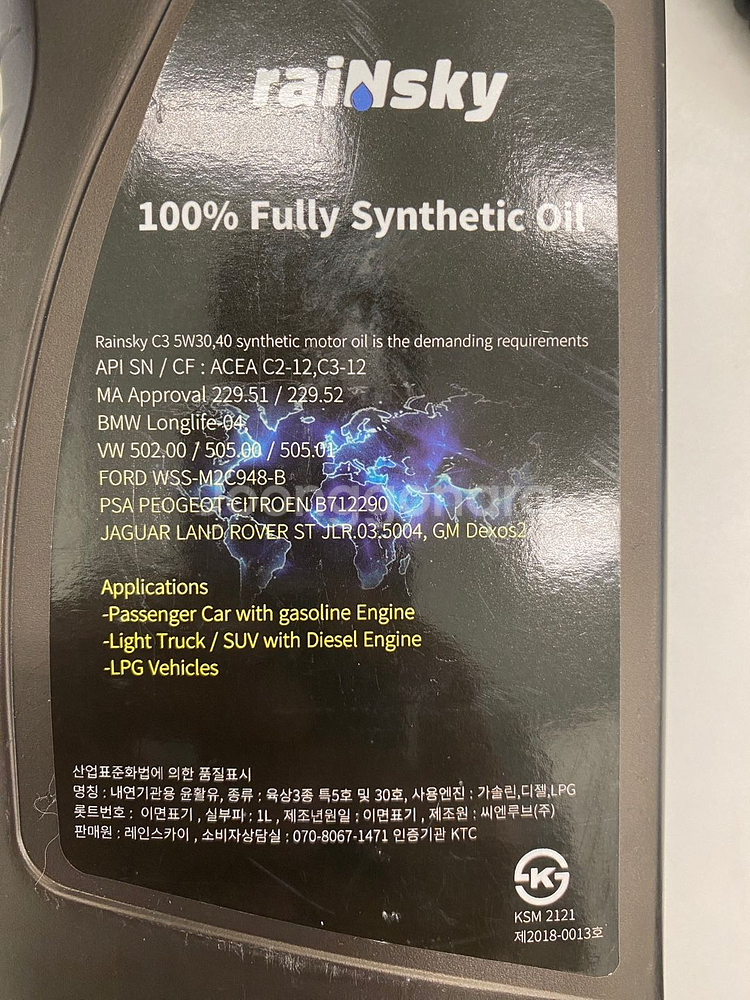 raiNsky
100% Fully Synthetic Oil
Rainsky C3 5W30,40 synthetic motor oil is the demanding requirements
API SN / CF : ACEA C2-12,C3-12
MA Approval 229.51 / 229.52
BMW Longlife-04,
VW 502.00 / 505.00 / 505.01
FORD WSS-M2C948-B
PSA PEOGEOT CITROEN B712290
JAGUAR LAND ROVER ST JLR.03.5004, GM Dexos2
Applications
-Passenger Car with gasoline Engine
-Light Truck / SUV with Diesel Engine
-LPG Vehicles
산업표준화법에 의한 품질표시
명칭 : 내연기관용 윤활유, 종류 : 육상3종 특5호 및 30호, 사용엔진 : 가솔린,디젤,LPG
롯트번호 : 이면표기 , 실부피 : 1L , 제조년원일 : 이면표기 , 제조원 : 씨엔루브(주)
판매원 : 레인스카이 , 소비자상담실 : 070-8067-1471 인증기관 KTC
KSM 2121
제2018-0013호